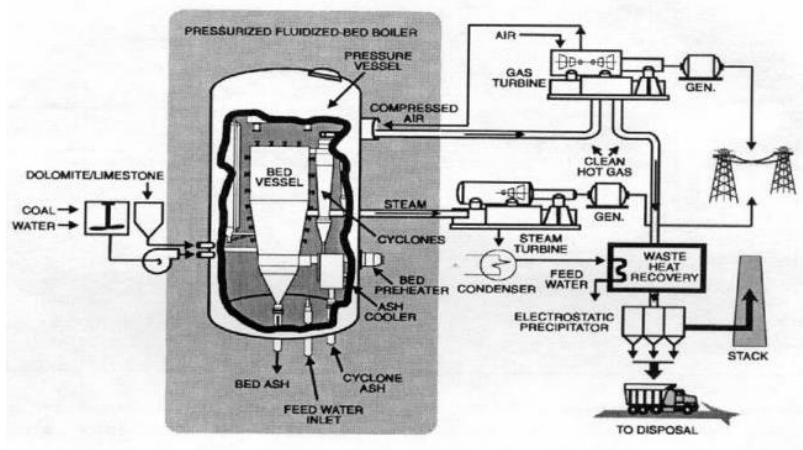 PRESSURIZED FLUIDIZED-BED BOILER
PRESSURE
VESSEL
AIR
GAS
TURBINE
GEN.
COMPRESSED
AIR
CLEAN
HOT GAS
DOLOMITE/LIMESTONE
BED
VESSEL
COAL
WATER
STEAM
CYCLONES
GEN.
STEAM
TURBINE
WASTE
HEAT
RECOVERY
FEED
WATER
CONDENSER
BED
PREHEATER
ASH
COOLER
ELECTROSTATIC
PRECIPITATOR
STACK
BED ASH
CYCLONE
ASH
FEED WATER
INLET
TO DISPOSAL